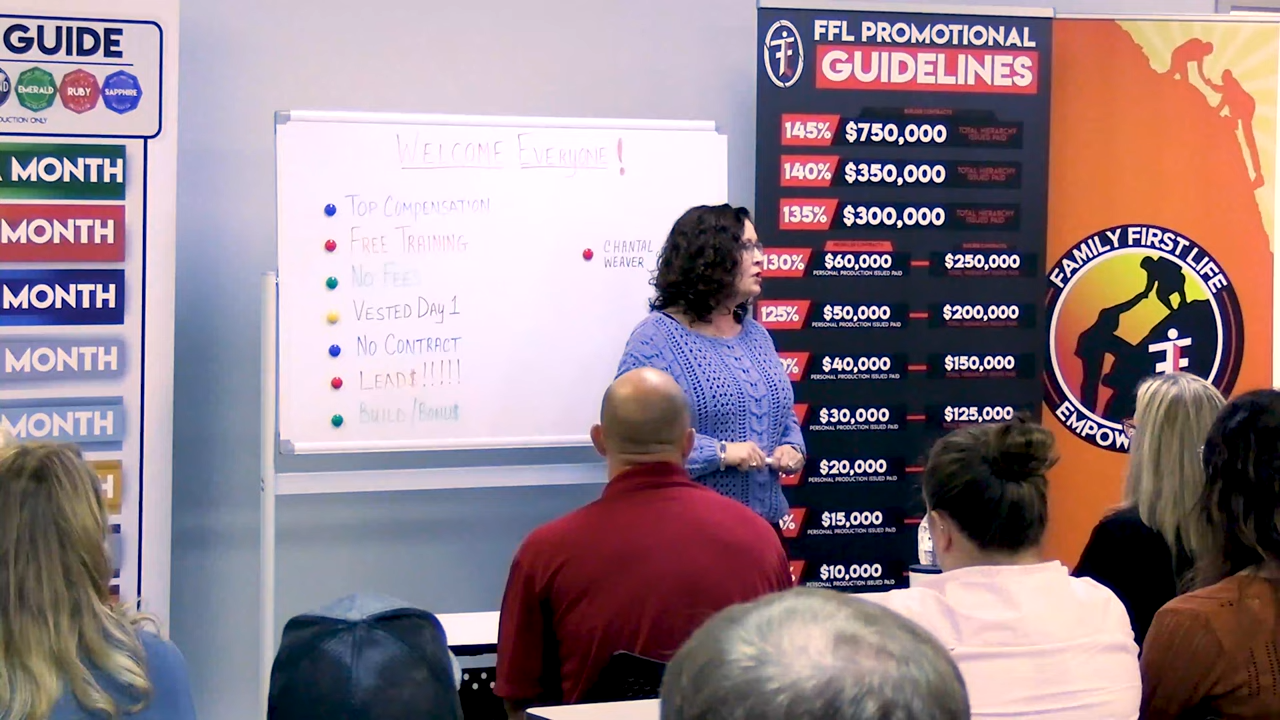 GUIDE
EMERALD
RUBY
SAPPHIRE
UCTION ONLY
MONTH
MONTH
MONTH
MONTH
MONTH
WELCOME EVERYONE!
TOP COMPENSATION
FREE TRAINING
NO FEES
VESTED DAY 1
NO CONTRACT
LEAD$!!!!!
BUILD/BONU$
CHANTAL
WEAVER
FFL PROMOTIONAL
GUIDELINES
145% $750,000 TOTAL HIERARCHY
ISSUED PAID
140% $350,000 TOTAL HIERARCHY
ISSUED PAID
135% $300,000 TOTAL HIERARCHY
ISSUED PAID
130% $60,000 – $250,000
PERSONAL PRODUCTION ISSUED PAID TOTAL HIERARCHY ISSUED PAID
125% $50,000 – $200,000
PERSONAL PRODUCTION ISSUED PAID TOTAL HIERARCHY ISSUED PAID
% $40,000 – $150,000
PERSONAL PRODUCTION ISSUED PAID TOTAL HIERARCHY ISSUED PAID
$30,000 – $125,000
PERSONAL PRODUCTION ISSUED PAID
$20,000
PERSONAL PRODUCTION ISSUED PAID
% $15,000
PERSONAL PRODUCTION ISSUED PAID
$10,000
PERSONAL PRODUCTION ISSUED PAID
FAMILY FIRST LIFE
EMPOW